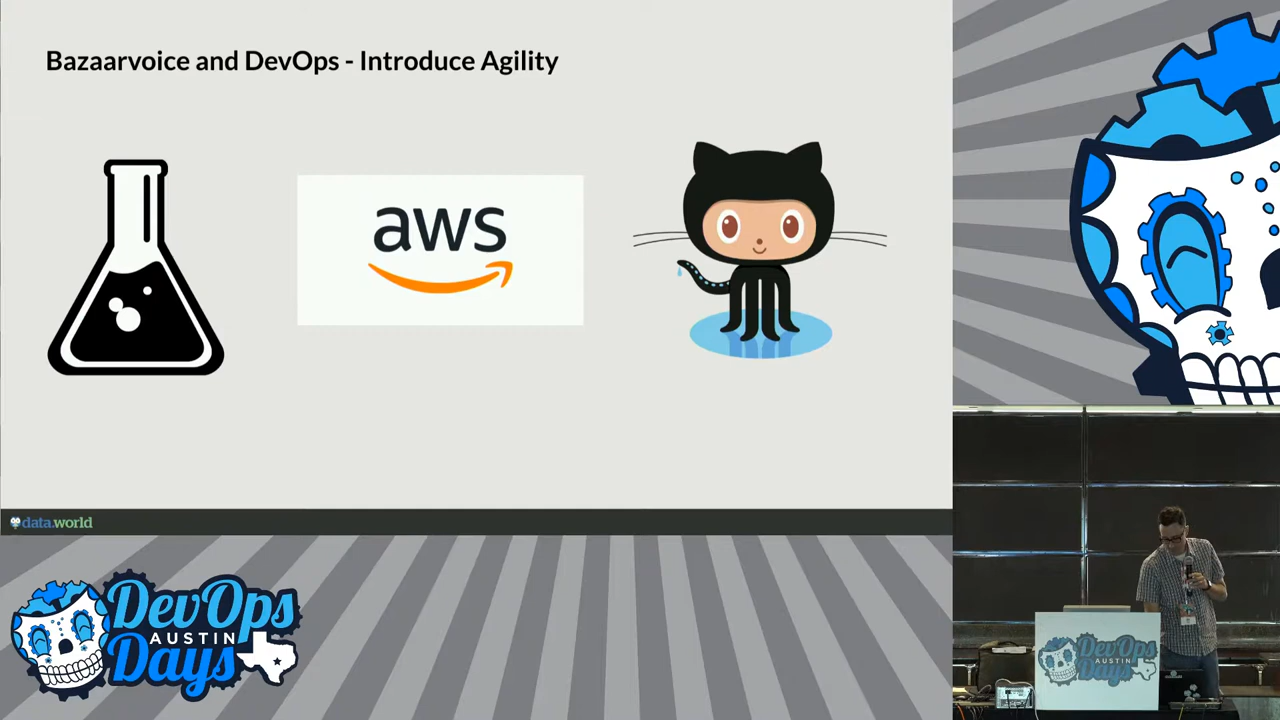 Bazaarvoice and DevOps - Introduce Agility
aws
data.world
DevOps
AUSTIN
Days
DevOps
AUSTIN
Days